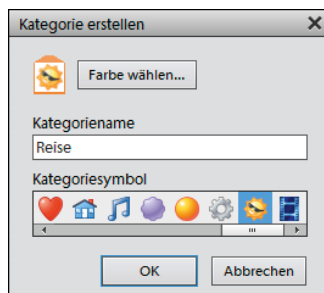 Kategorie erstellen
Farbe wählen...
Kategoriename
Reise
Kategoriesymbol
OK Abbrechen